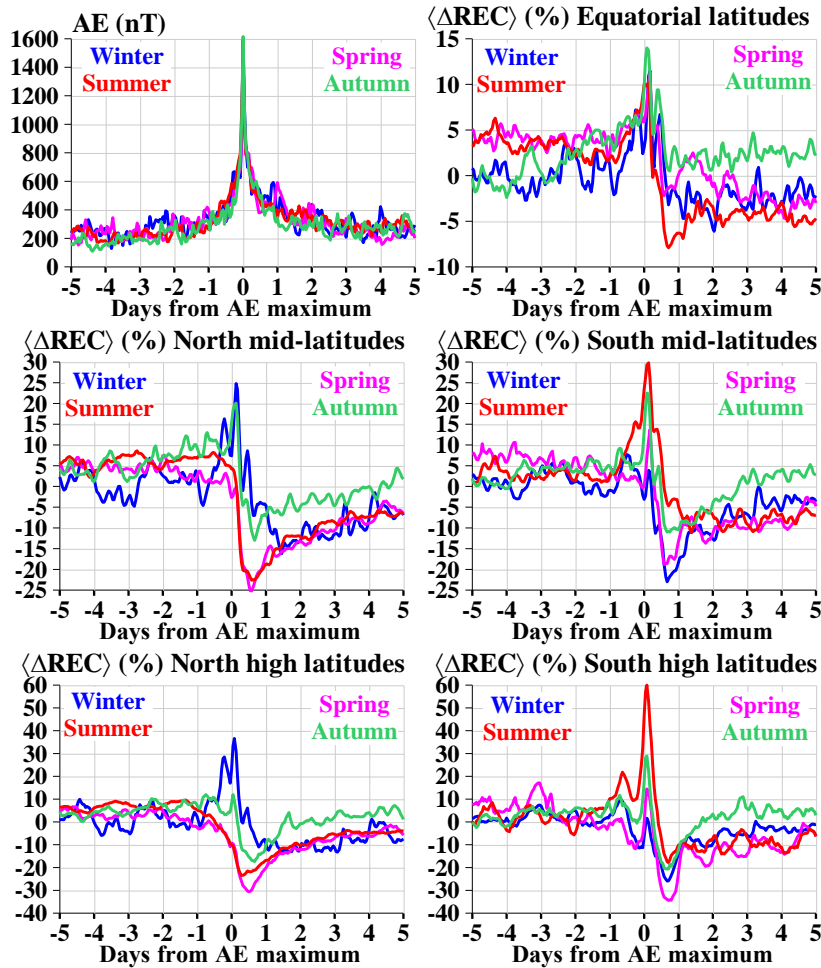 AE (nT)
Winter Spring
Summer Autumn
1600
1400
1200
1000
800
600
400
200
0
-5 -4 -3 -2 -1 0 1 2 3 4 5
Days from AE maximum
⟨ΔREC⟩ (%) Equatorial latitudes
Winter Spring
Summer Autumn
15
10
5
0
-5
-10
-5 -4 -3 -2 -1 0 1 2 3 4 5
Days from AE maximum
⟨ΔREC⟩ (%) North mid-latitudes
Winter Spring
Summer Autumn
30
25
20
15
10
5
0
-5
-10
-15
-20
-25
-5 -4 -3 -2 -1 0 1 2 3 4 5
Days from AE maximum
⟨ΔREC⟩ (%) South mid-latitudes
Winter Spring
Summer Autumn
30
25
20
15
10
5
0
-5
-10
-15
-20
-25
-5 -4 -3 -2 -1 0 1 2 3 4 5
Days from AE maximum
⟨ΔREC⟩ (%) North high latitudes
Winter Spring
Summer Autumn
60
50
40
30
20
10
0
-10
-20
-30
-40
-5 -4 -3 -2 -1 0 1 2 3 4 5
Days from AE maximum
⟨ΔREC⟩ (%) South high latitudes
Winter Spring
Summer Autumn
60
50
40
30
20
10
0
-10
-20
-30
-40
-5 -4 -3 -2 -1 0 1 2 3 4 5
Days from AE maximum